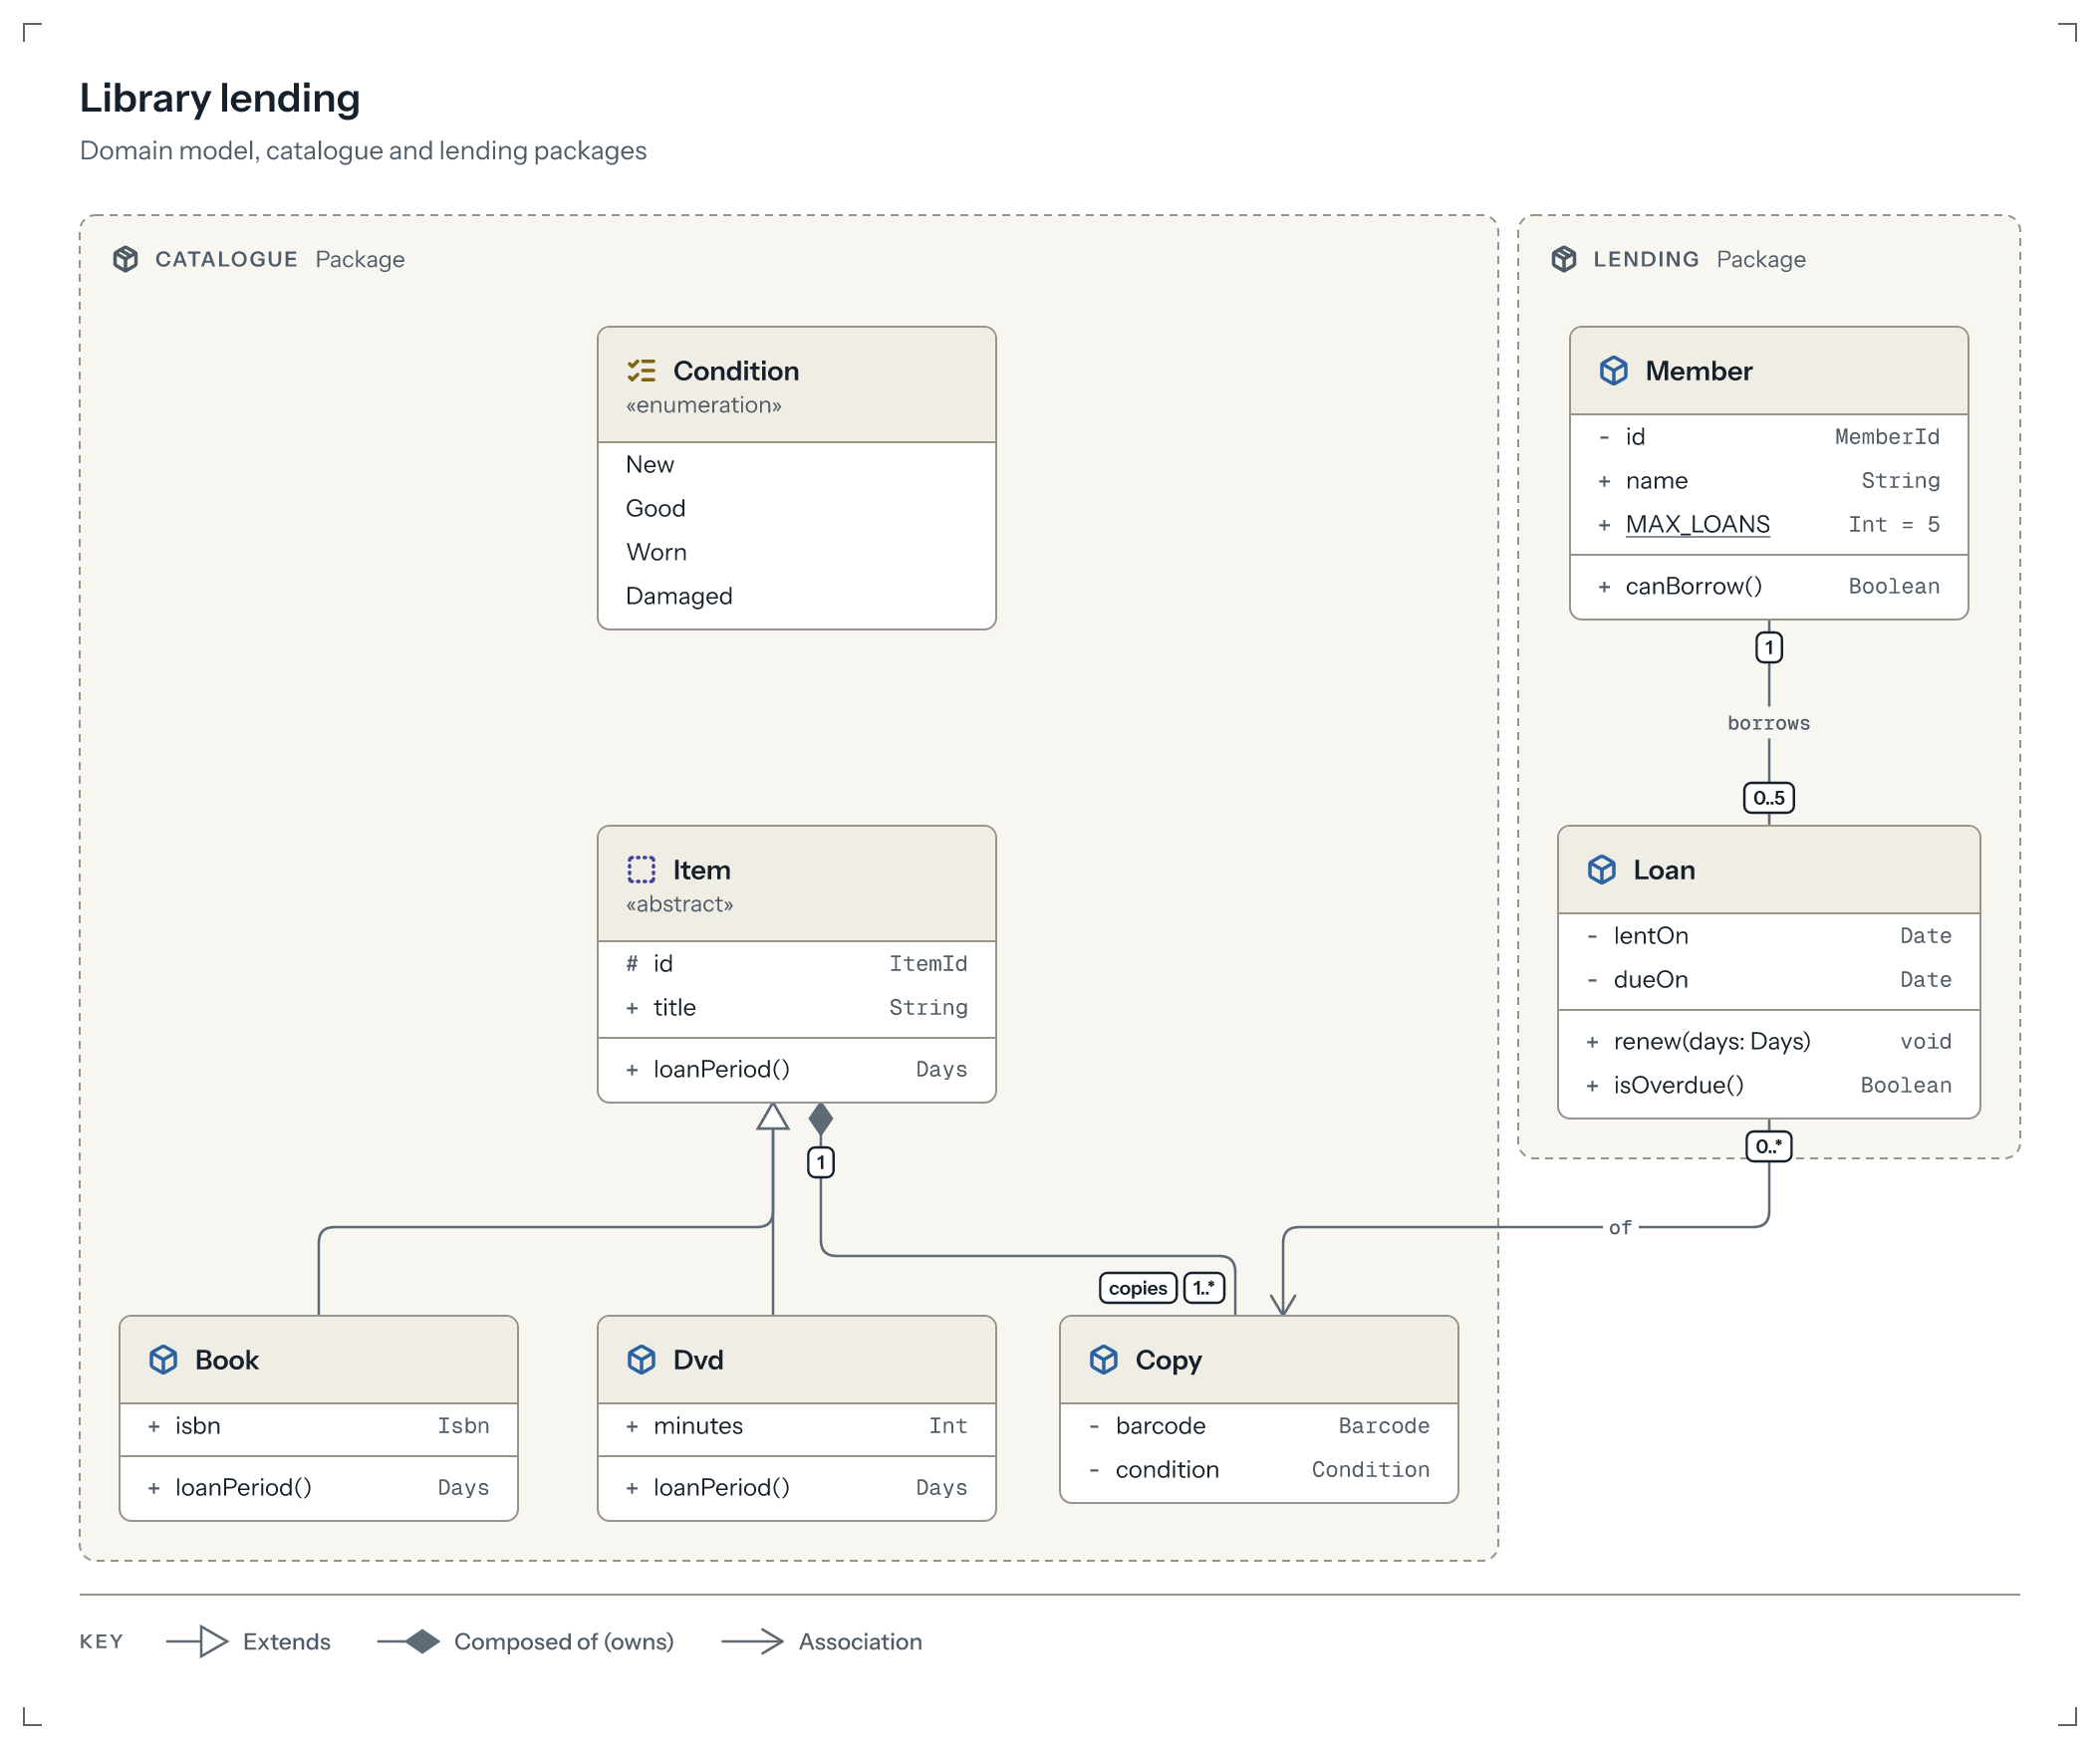 Library lending
Domain model, catalogue and lending packages
CATALOGUE Package
Condition
«enumeration»
New
Good
Worn
Damaged
Item
«abstract»
# id ItemId
+ title String
+ loanPeriod() Days
1
copies 1..*
Book
+ isbn Isbn
+ loanPeriod() Days
Dvd
+ minutes Int
+ loanPeriod() Days
Copy
- barcode Barcode
- condition Condition
LENDING Package
Member
- id MemberId
+ name String
+ MAX_LOANS Int = 5
+ canBorrow() Boolean
1
borrows
0..5
Loan
- lentOn Date
- dueOn Date
+ renew(days: Days) void
+ isOverdue() Boolean
0..*
of
KEY Extends Composed of (owns) Association